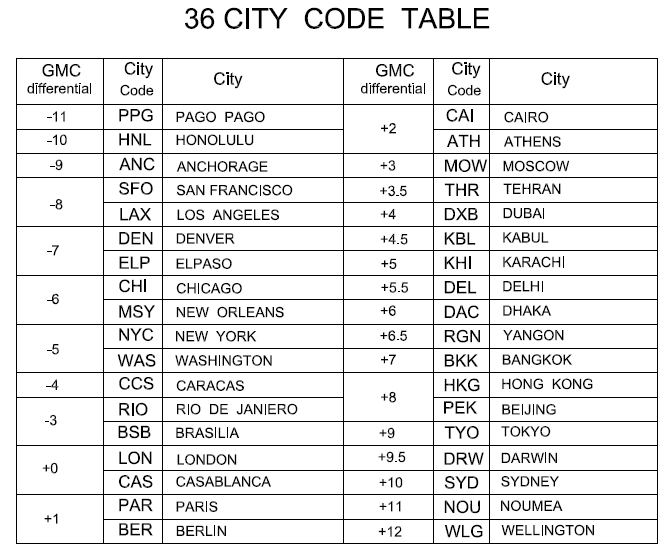 36 CITY CODE TABLE
GMC differential City Code City GMC differential City Code City
-11 PPG PAGO PAGO +2 CAI CAIRO
-10 HNL HONOLULU ATH ATHENS
-9 ANC ANCHORAGE +3 MOW MOSCOW
-8 SFO SAN FRANCISCO +3.5 THR TEHRAN
LAX LOS ANGELES +4 DXB DUBAI
-7 DEN DENVER +4.5 KBL KABUL
ELP ELPASO +5 KHI KARACHI
-6 CHI CHICAGO +5.5 DEL DELHI
MSY NEW ORLEANS +6 DAC DHAKA
-5 NYC NEW YORK +6.5 RGN YANGON
WAS WASHINGTON +7 BKK BANGKOK
-4 CCS CARACAS +8 HKG HONG KONG
-3 RIO RIO DE JANIERO PEK BEIJING
BSB BRASILIA +9 TYO TOKYO
+0 LON LONDON +9.5 DRW DARWIN
CAS CASABLANCA +10 SYD SYDNEY
+1 PAR PARIS +11 NOU NOUMEA
BER BERLIN +12 WLG WELLINGTON